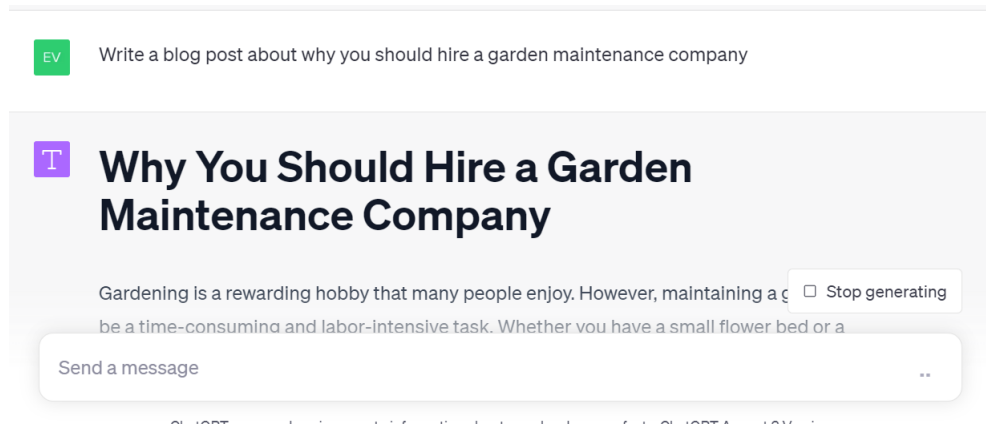 EV
Write a blog post about why you should hire a garden maintenance company
T
Why You Should Hire a Garden
Maintenance Company
Gardening is a rewarding hobby that many people enjoy. However, maintaining a
Stop generating
be a time-consuming and labor-intensive task. Whether you have a small flower bed or a
Send a message